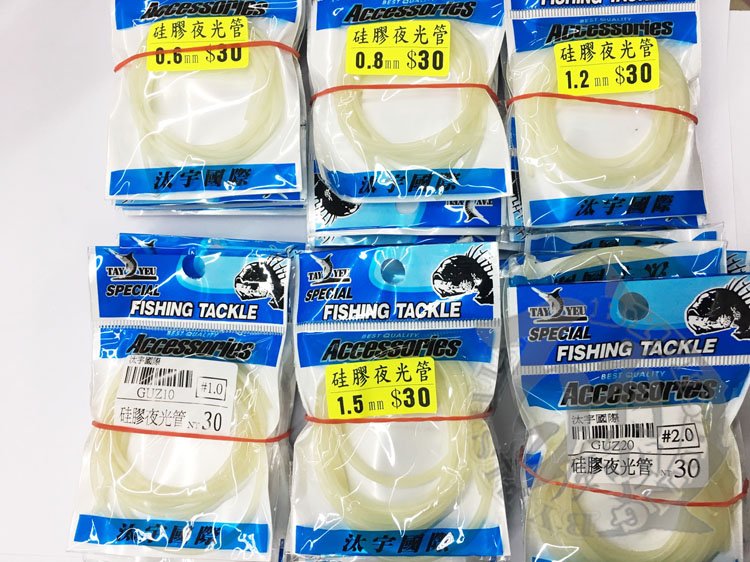 Accessories
硅膠夜光管
0.6mm $30
汰宇國際
Accessories
硅膠夜光管
0.8mm $30
汰宇國際
FISHING TACKLE
BEST QUALITY
Accessories
硅膠夜光管
1.2mm $30
汰宇國際
TAY YEU
SPECIAL
FISHING TACKLE
BEST QUALITY
Accessories
汰宇國際
GUZ10
#1.0
硅膠夜光管 NT 30
汰宇國際
TAY YEU
SPECIAL
FISHING TACKLE
BEST QUALITY
Accessories
硅膠夜光管
1.5mm $30
汰宇國際
TAY YEU
SPECIAL
FISHING TACKLE
BEST QUALITY
Accessories
汰宇國際
GUZ20
#2.0
硅膠夜光管 NT 30